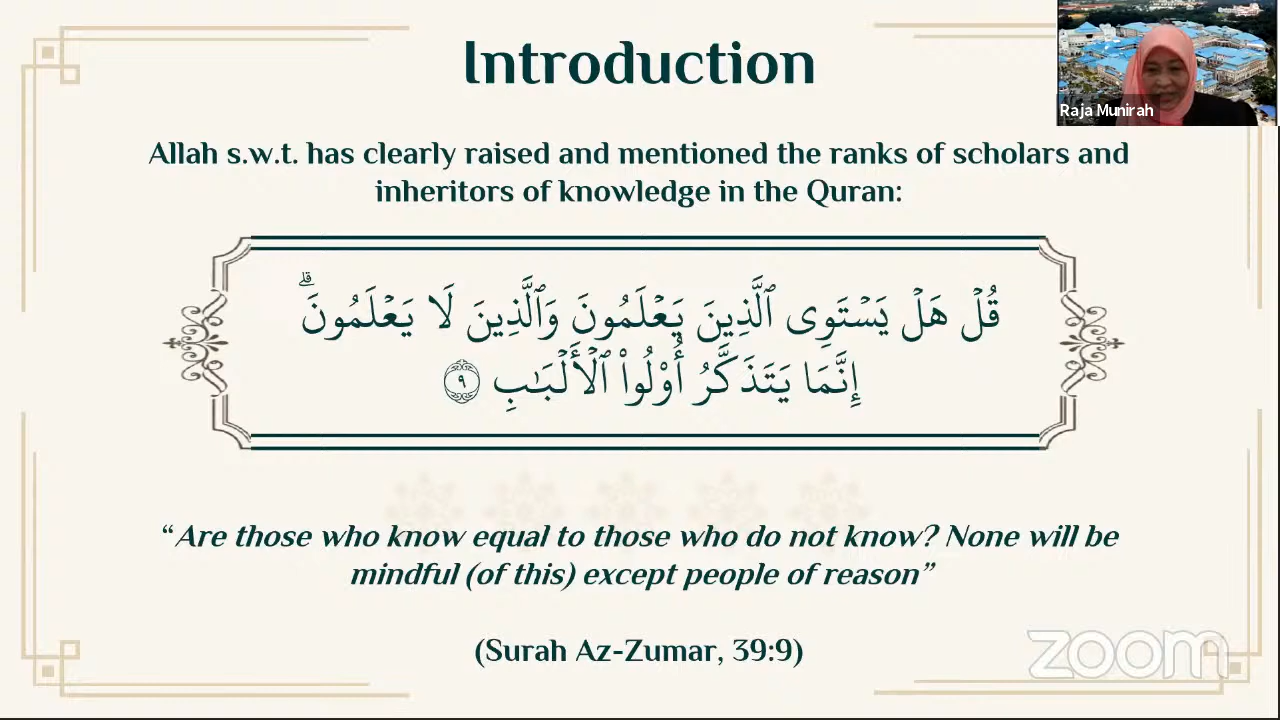 Introduction
Raja Munirah
Allah s.w.t. has clearly raised and mentioned the ranks of scholars and
inheritors of knowledge in the Quran:
قُلۡ هَلۡ يَسۡتَوِى ٱلَّذِينَ يَعۡلَمُونَ وَٱلَّذِينَ لَا يَعۡلَمُونَۗ
إِنَّمَا يَتَذَكَّرُ أُوْلُواْ ٱلۡأَلۡبَـٰبِ ٩
“Are those who know equal to those who do not know? None will be
mindful (of this) except people of reason”
(Surah Az-Zumar, 39:9)
zoom